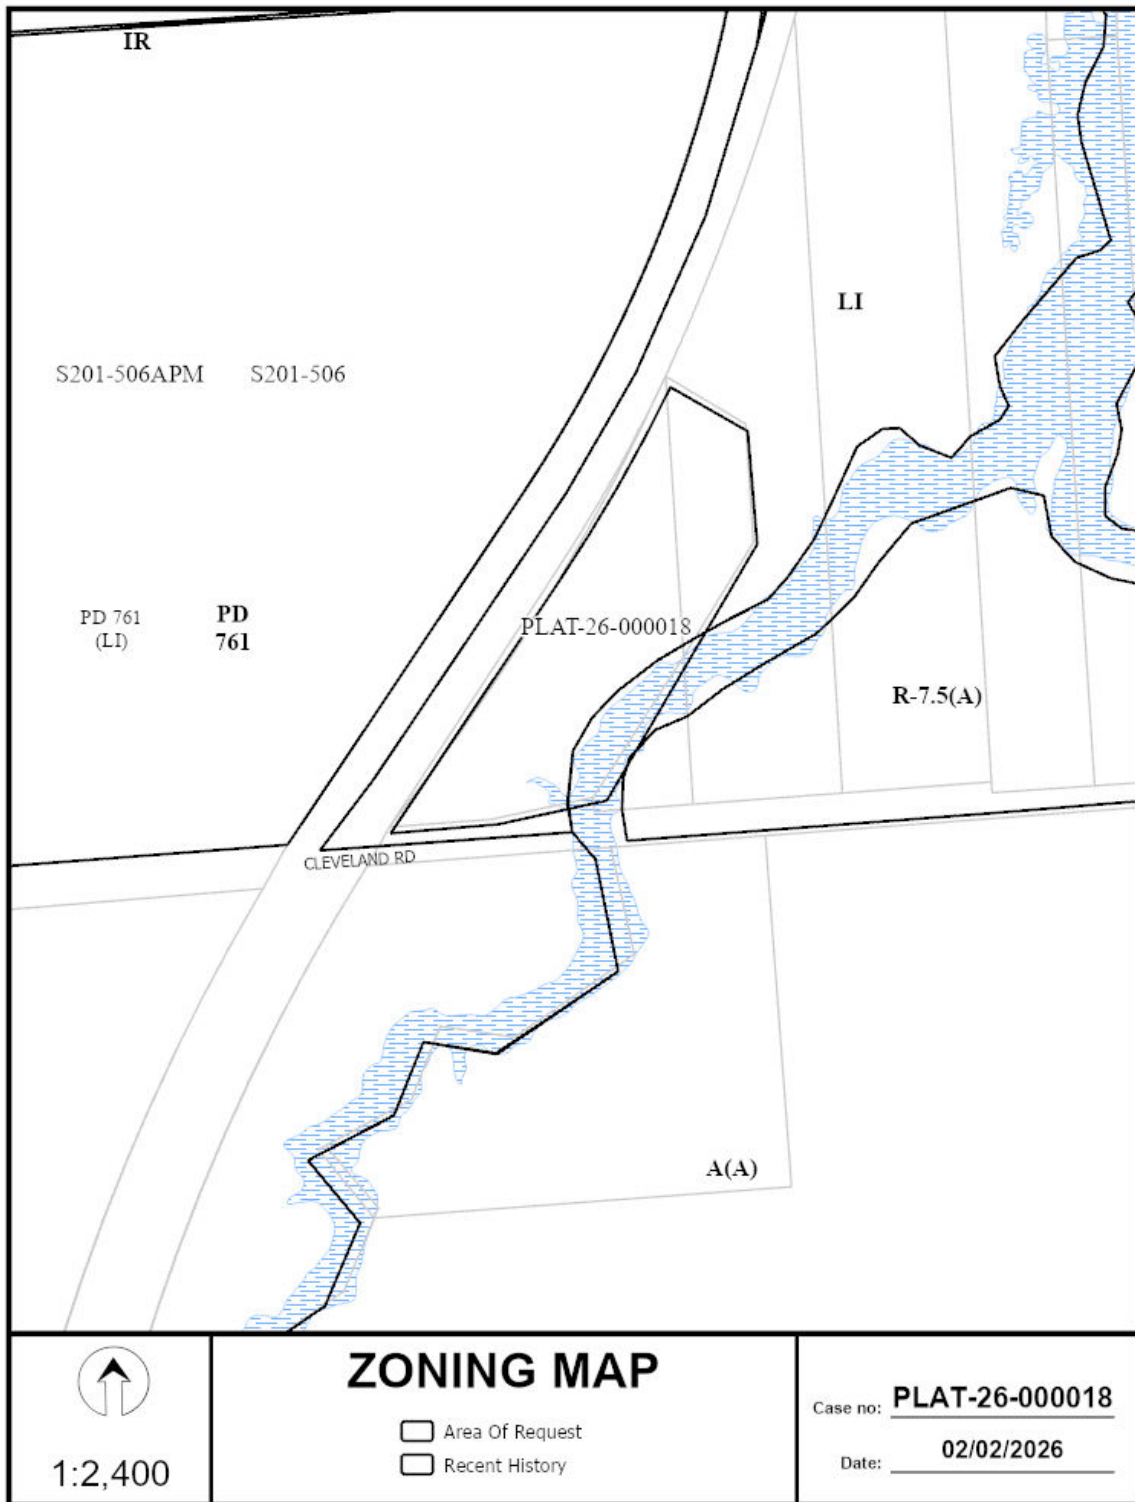 IR
LI
S201-506APM
S201-506
PD 761
(LI)
PD
761
PLAT-26-000018
R-7.5(A)
CLEVELAND RD
A(A)
1:2,400
ZONING MAP
Area Of Request
Recent History
Case no: PLAT-26-000018
Date: 02/02/2026